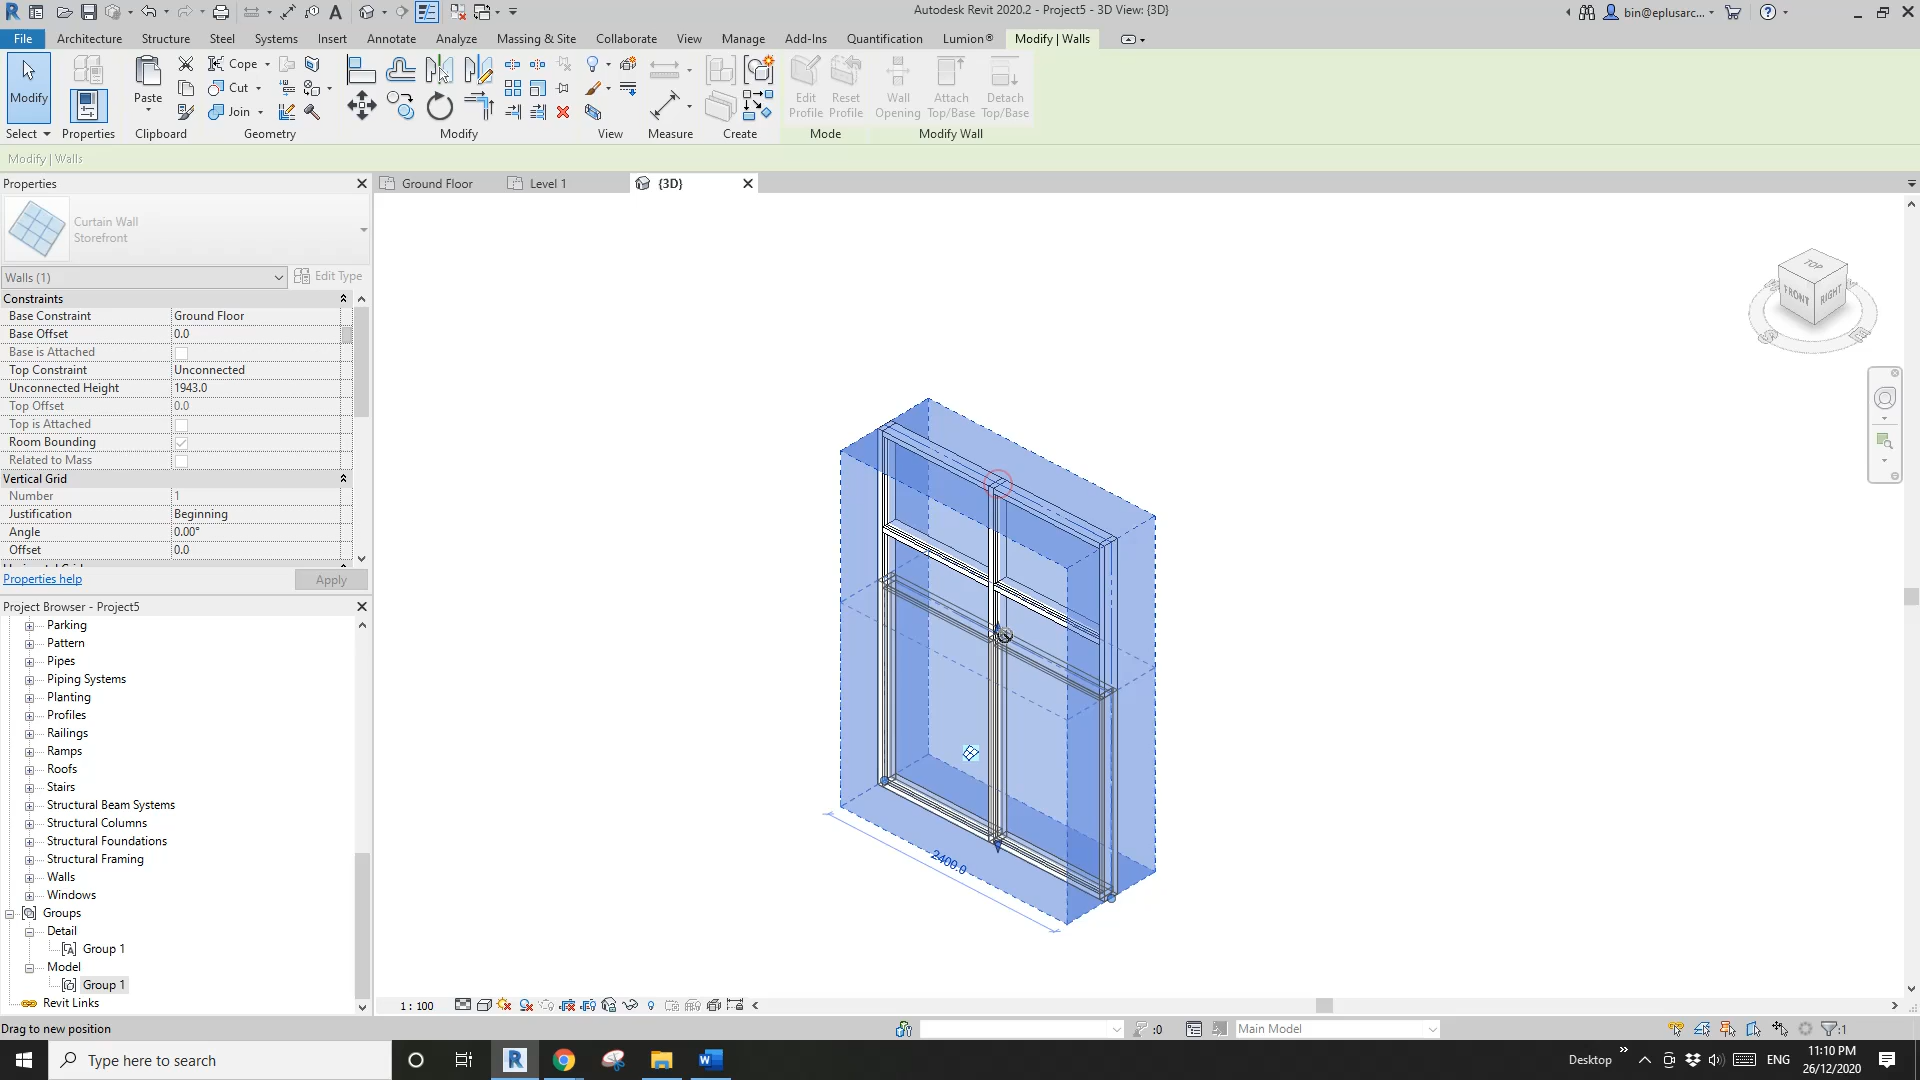 Autodesk Revit 2020.2 - Project5 - 3D View: {3D}
bin@eplusarc...
File Architecture Structure Steel Systems Insert Annotate Analyze Massing & Site Collaborate View Manage Add-Ins Quantification Lumion® Modify | Walls
Modify
Paste
Cope
Cut
Join
Edit Profile
Reset Profile
Wall Opening
Attach Top/Base
Detach Top/Base
Select Properties Clipboard Geometry Modify View Measure Create Mode Modify Wall
Modify | Walls
Properties
Ground Floor
Level 1
{3D}
Curtain Wall
Storefront
Walls (1)
Edit Type
Constraints
Base Constraint Ground Floor
Base Offset 0.0
Base is Attached
Top Constraint Unconnected
Unconnected Height 1943.0
Top Offset 0.0
Top is Attached
Room Bounding
Related to Mass
Vertical Grid
Number 1
Justification Beginning
Angle 0.00°
Offset 0.0
Properties help
Apply
Project Browser - Project5
Parking
Pattern
Pipes
Piping Systems
Planting
Profiles
Railings
Ramps
Roofs
Stairs
Structural Beam Systems
Structural Columns
Structural Foundations
Structural Framing
Walls
Windows
Groups
Detail
Group 1
Model
Group 1
Revit Links
TOP
FRONT
RIGHT
2400.0
1 : 100
Drag to new position
:0
Main Model
:1
Type here to search
Desktop
ENG
11:10 PM
26/12/2020